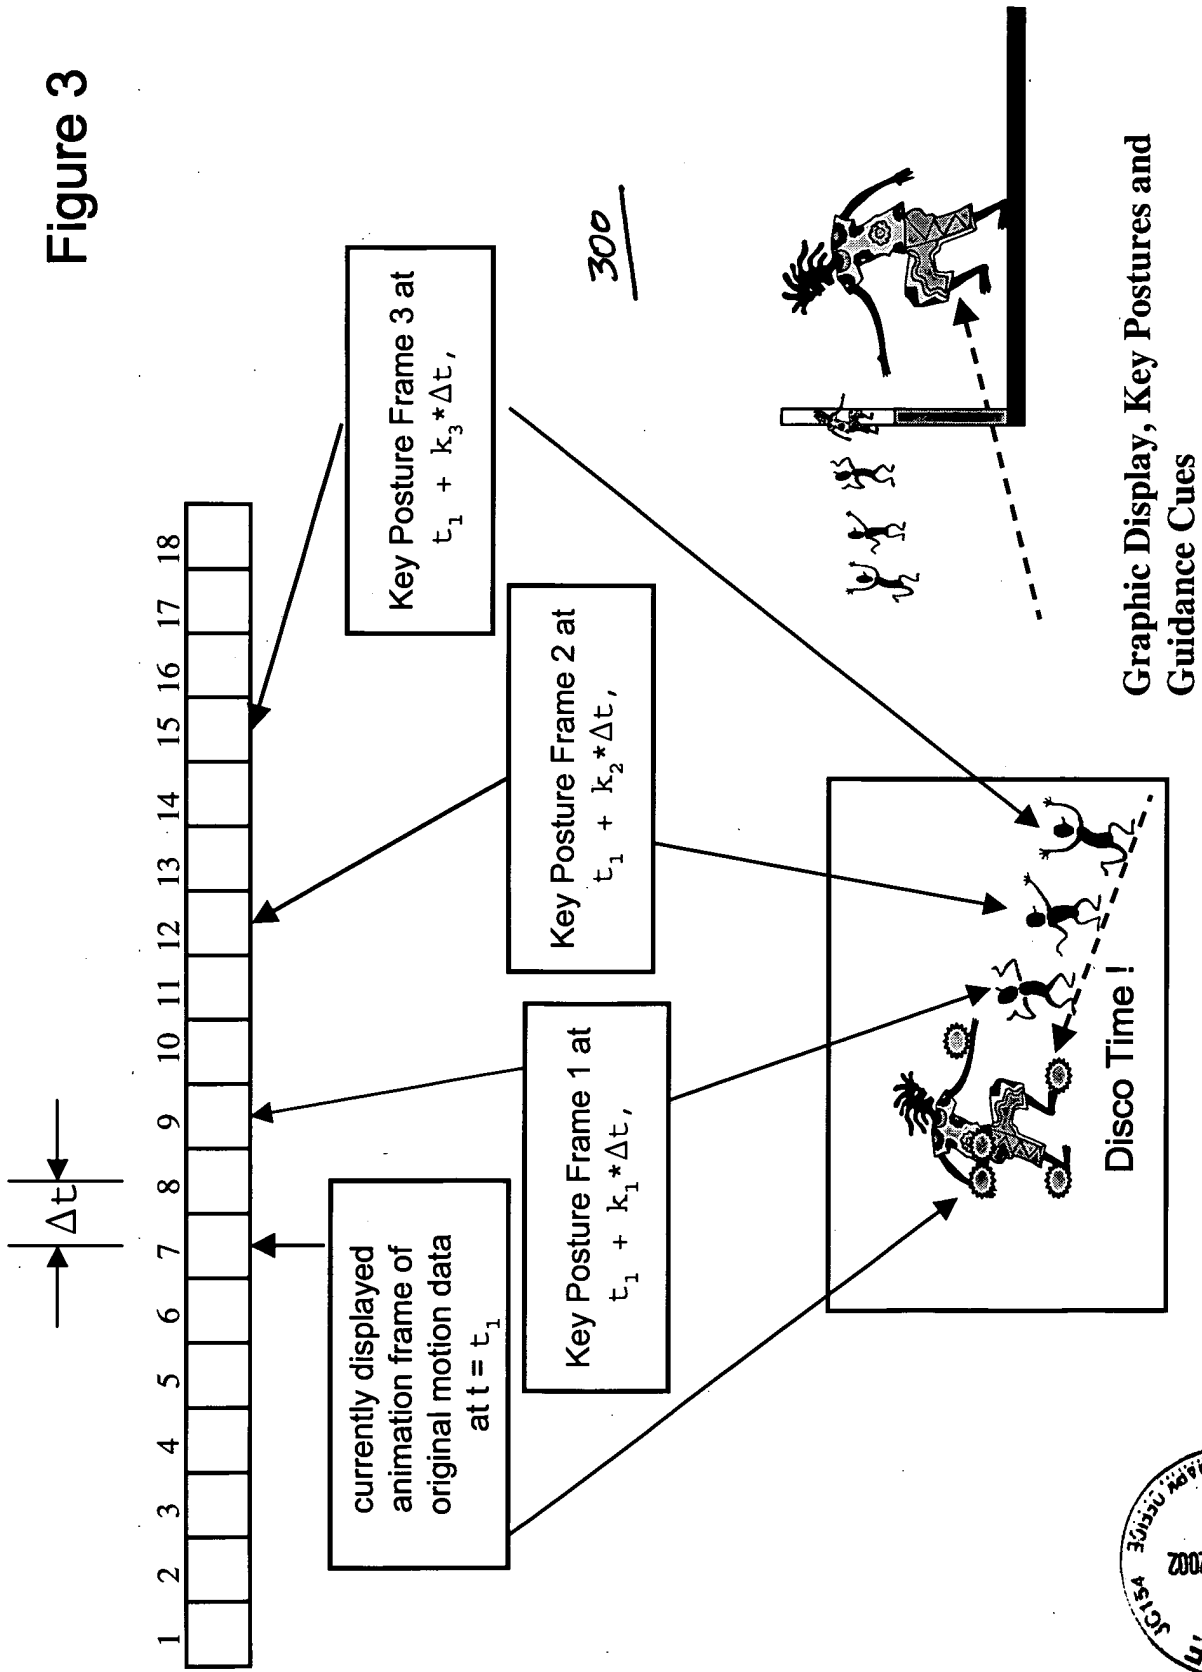 Figure 3
Δt
1 2 3 4 5 6 7 8 9 10 11 12 13 14 15 16 17 18
currently displayed
animation frame of
original motion data
at t = t₁
Key Posture Frame 1 at
t₁ + k₁*Δt,
Key Posture Frame 2 at
t₁ + k₂*Δt,
Key Posture Frame 3 at
t₁ + k₃*Δt,
300
Disco Time !
Graphic Display, Key Postures and
Guidance Cues
JC154
OFFICE